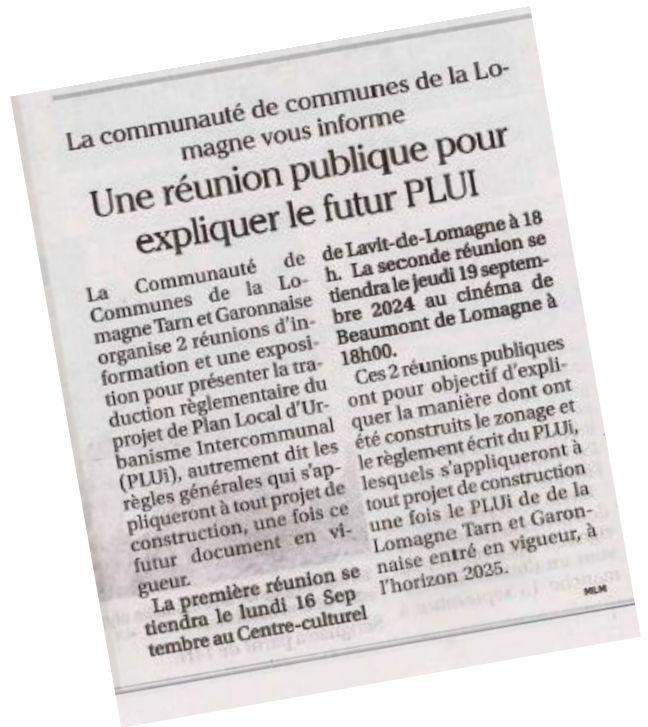 La communauté de communes de la Lo-
magne vous informe
Une réunion publique pour
expliquer le futur PLUI
La Communauté de
Communes de la Lo-
magne Tarn et Garonnaise
organise 2 réunions d'in-
formation et une exposi-
tion pour présenter la tra-
duction règlementaire du
projet de Plan Local d'Ur-
banisme Intercommunal
(PLUi), autrement dit les
règles générales qui s'ap-
pliqueront à tout projet de
construction, une fois ce
futur document en vi-
gueur.
La première réunion se
tiendra le lundi 16 Sep
tembre au Centre-culturel
de Lavit-de-Lomagne à 18
h. La seconde réunion se
tiendra le jeudi 19 septem-
bre 2024 au cinéma de
Beaumont de Lomagne à
18h00.
Ces 2 réunions publiques
ont pour objectif d'expli-
quer la manière dont ont
été construits le zonage et
le règlement écrit du PLUi,
lesquels s'appliqueront à
tout projet de construction
une fois le PLUi de de la
Lomagne Tarn et Garon-
naise entré en vigueur, à
l'horizon 2025.
MLM